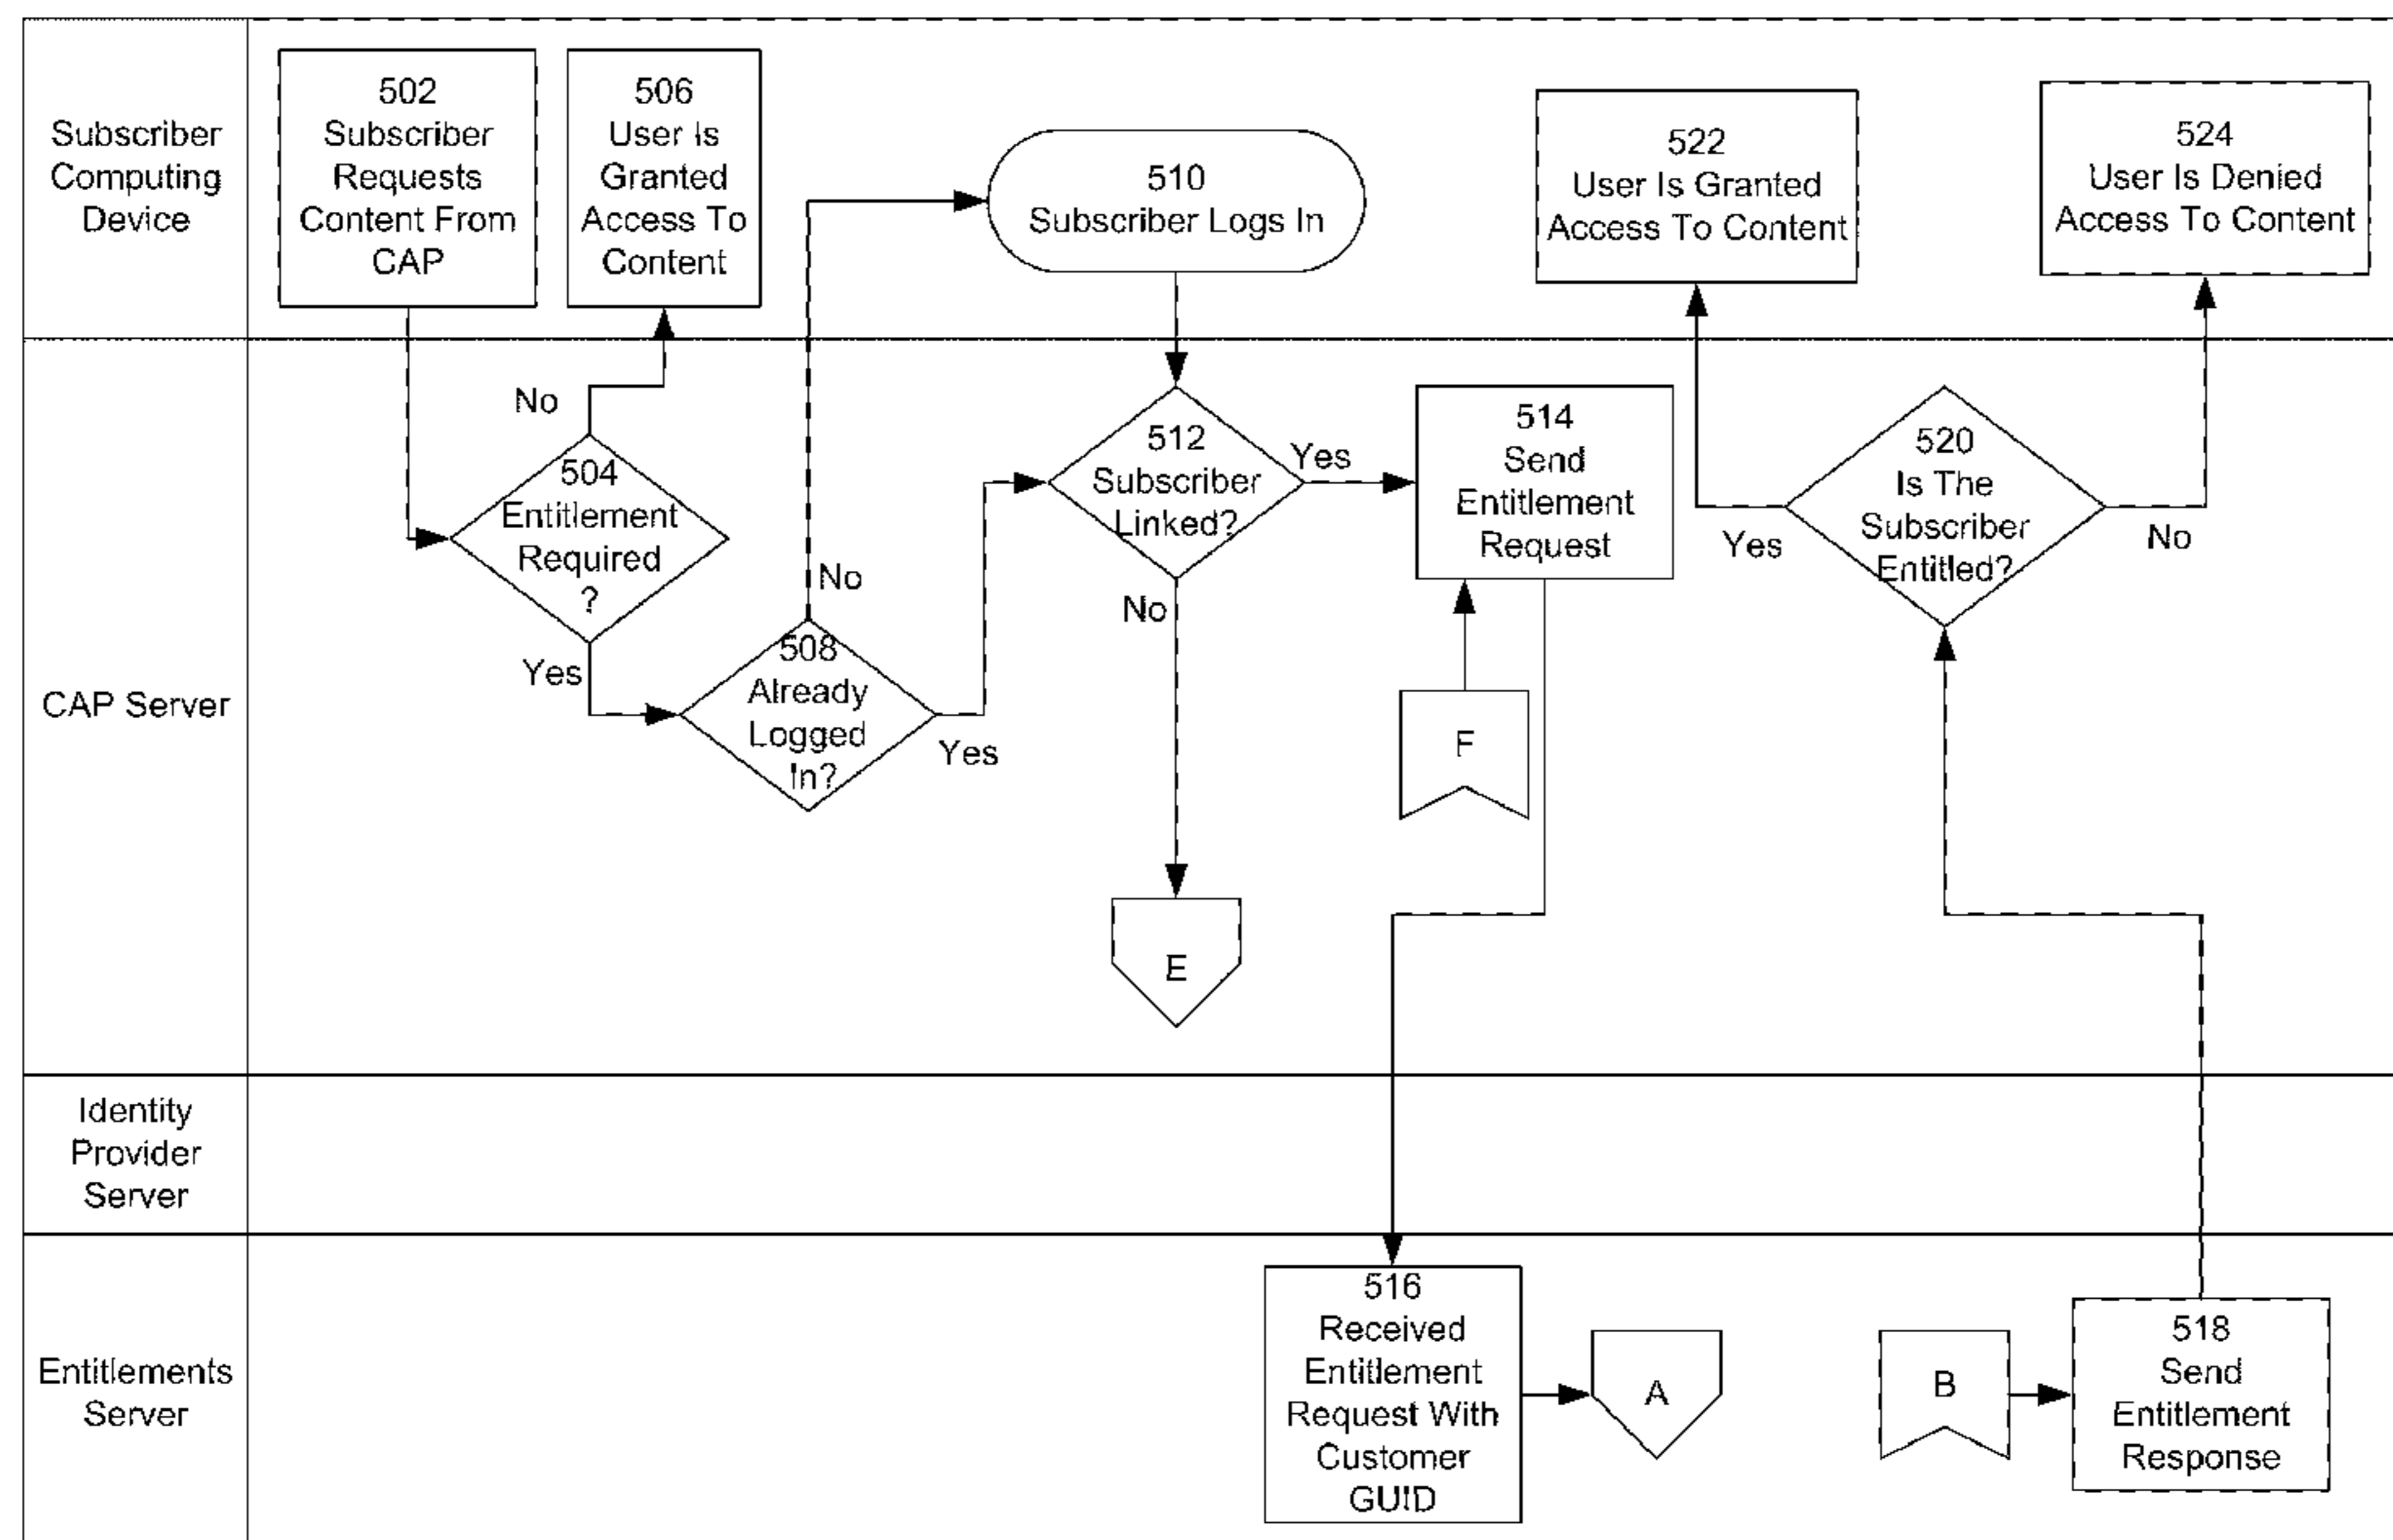 Subscriber
Computing
Device
502
Subscriber
Requests
Content From
CAP
506
User Is
Granted
Access To
Content
510
Subscriber Logs In
522
User Is Granted
Access To Content
524
User Is Denied
Access To Content
CAP Server
No
504
Entitlement
Required
?
Yes
No
508
Already
Logged
In?
Yes
512
Subscriber
Linked?
Yes
No
E
514
Send
Entitlement
Request
F
520
Is The
Subscriber
Entitled?
Yes
No
Identity
Provider
Server
Entitlements
Server
516
Received
Entitlement
Request With
Customer
GUID
A
B
518
Send
Entitlement
Response